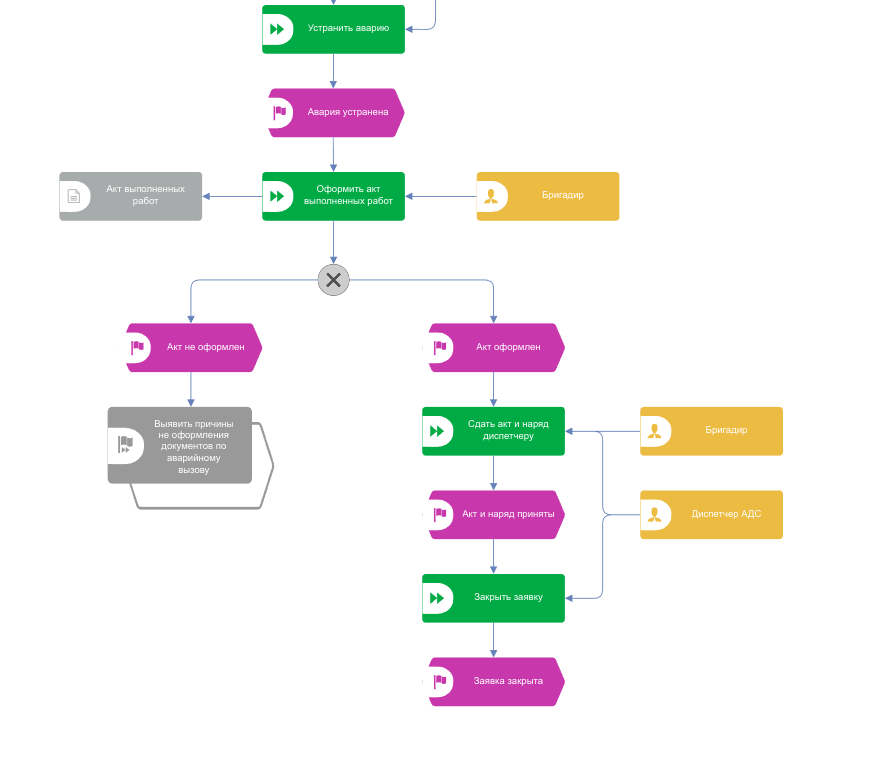 Устранить аварию
Авария устранена
Акт выполненных
работ
Оформить акт
выполненных работ
Бригадир
Акт не оформлен
Акт оформлен
Выявить причины
не оформления
документов по
аварийному
вызову
Сдать акт и наряд
диспетчеру
Бригадир
Акт и наряд приняты
Диспетчер АДС
Закрыть заявку
Заявка закрыта